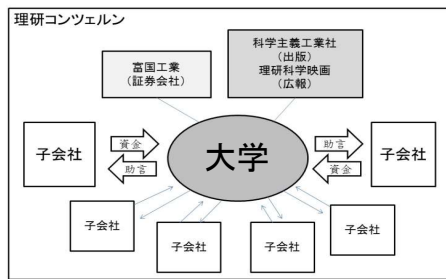 理研コンツェルン
富国工業
(証券会社)
科学主義工業社
(出版)
理研科学映画
(広報)
子会社
資金
助言
大学
助言
資金
子会社
子会社
子会社
子会社
子会社